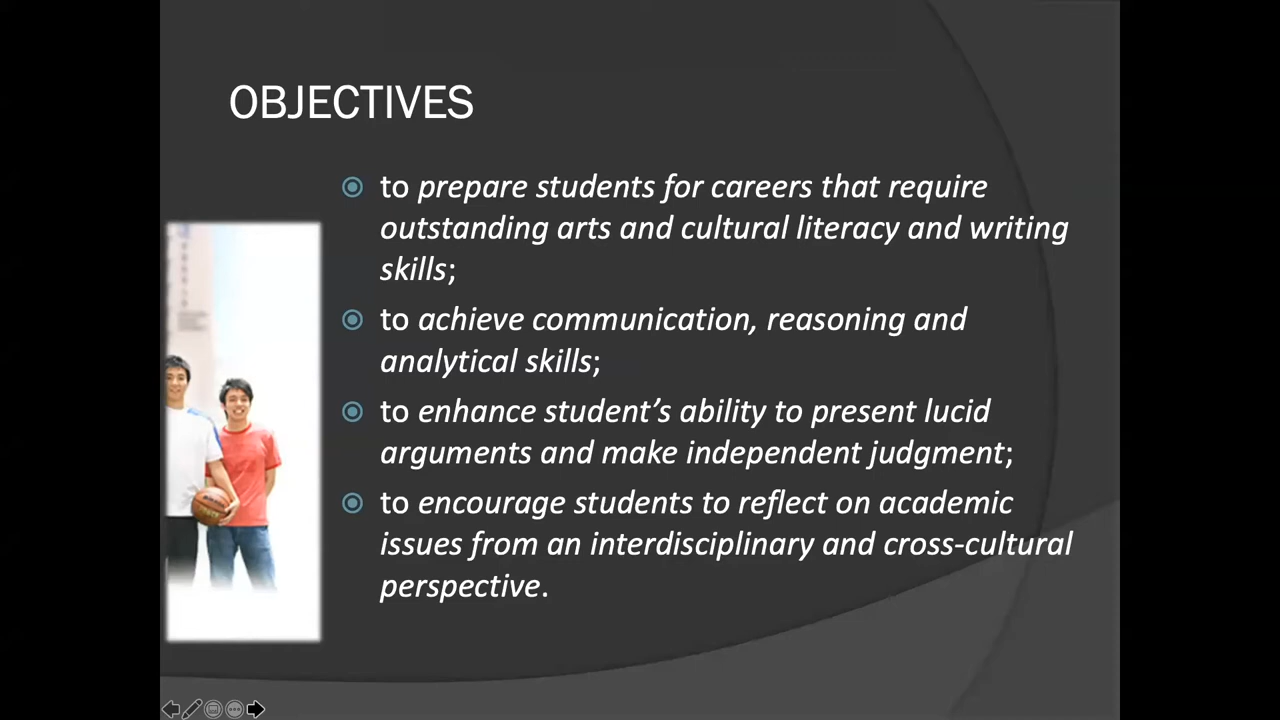 OBJECTIVES
to prepare students for careers that require
outstanding arts and cultural literacy and writing
skills;
to achieve communication, reasoning and
analytical skills;
to enhance student’s ability to present lucid
arguments and make independent judgment;
to encourage students to reflect on academic
issues from an interdisciplinary and cross-cultural
perspective.